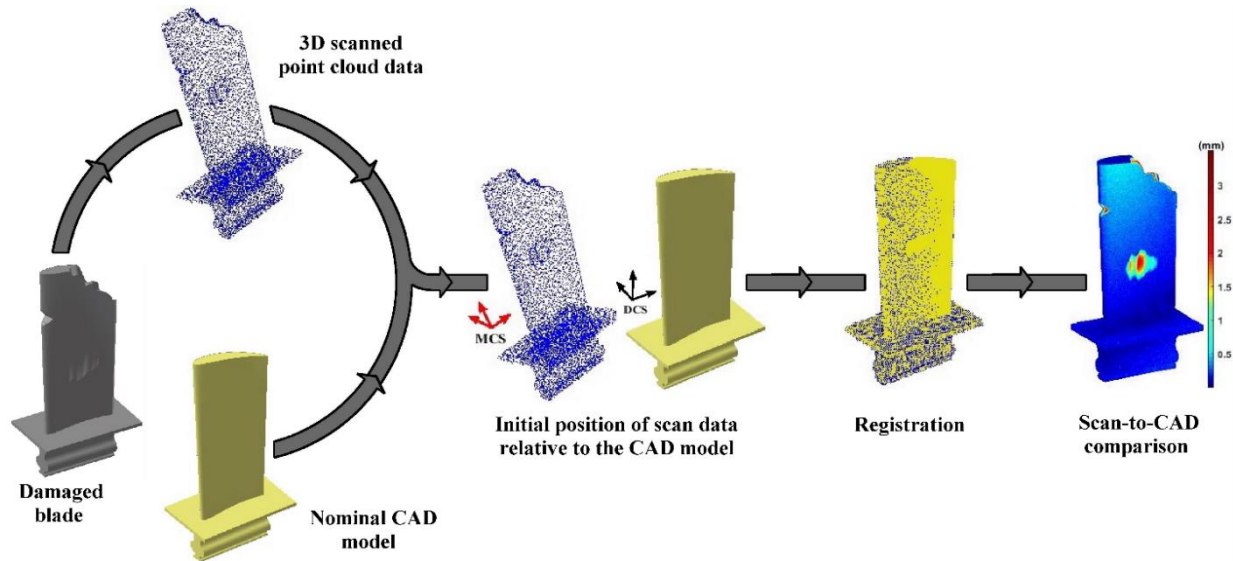 3D scanned
point cloud data
Damaged
blade
Nominal CAD
model
MCS
DCS
Initial position of scan data
relative to the CAD model
Registration
(mm)
3
2.5
2
1.5
1
0.5
Scan-to-CAD
comparison